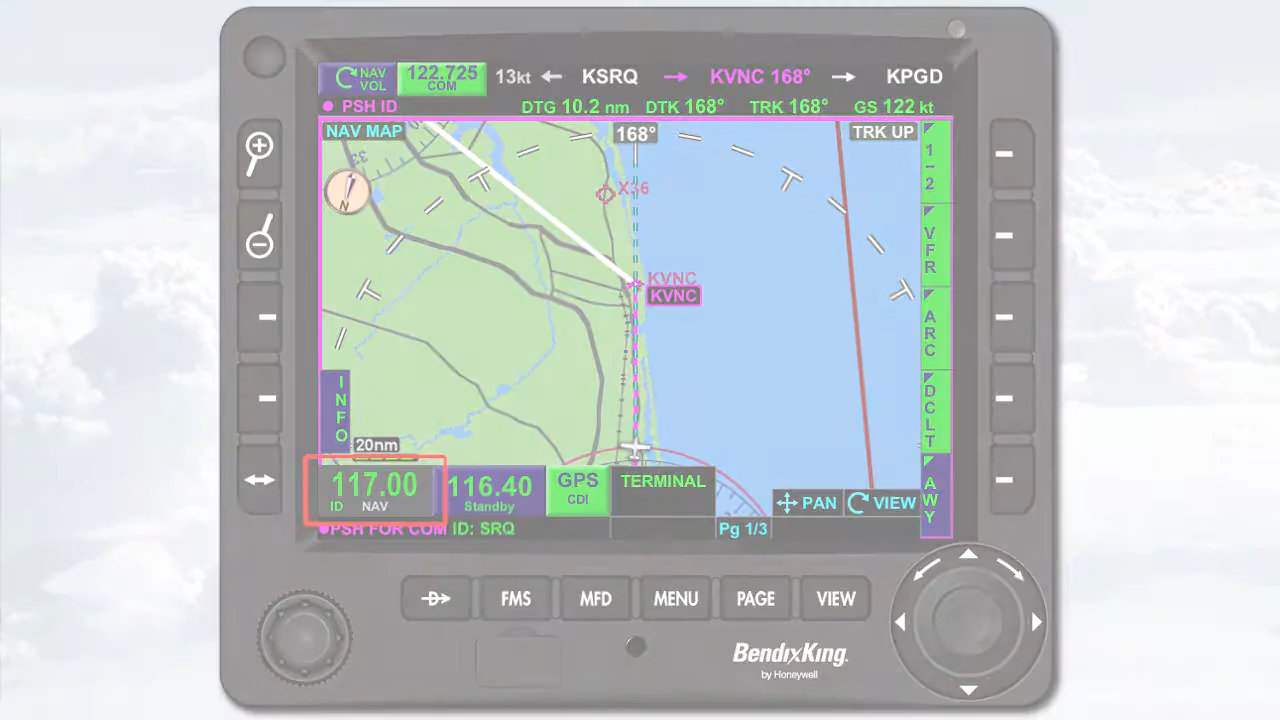 NAV VOL 122.725 COM 13kt KSRQ KVNC 168° KPGD
PSH ID DTG 10.2 nm DTK 168° TRK 168° GS 122 kt
NAV MAP 168° TRK UP
33
N
X36
KVNC
KVNC
1-2
VFR
ARC
DCLT
AWY
INFO
20nm
117.00 ID NAV
116.40 Standby
GPS CDI
TERMINAL
PAN VIEW
PSH FOR COM ID: SRQ Pg 1/3
D FMS MFD MENU PAGE VIEW
BendixKing.
by Honeywell